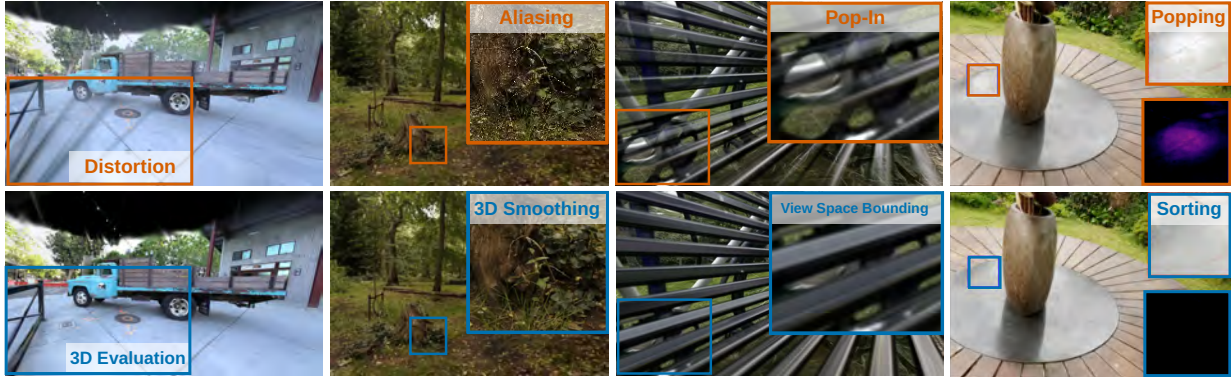 Aliasing
Pop-In
Popping
Distortion
3D Smoothing
View Space Bounding
Sorting
3D Evaluation